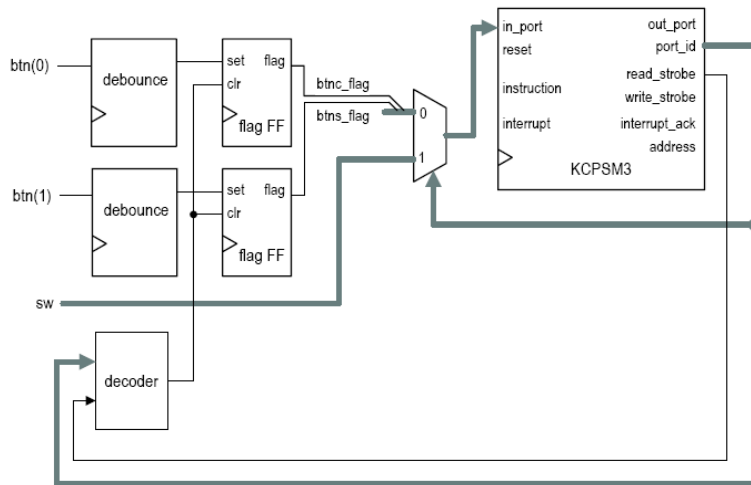 btn(0)
debounce
set
flag
clr
flag FF
btnc_flag
btns_flag
0
1
in_port
out_port
reset
port_id
read_strobe
instruction
write_strobe
interrupt
interrupt_ack
address
KCPSM3
btn(1)
debounce
set
flag
clr
flag FF
sw
decoder